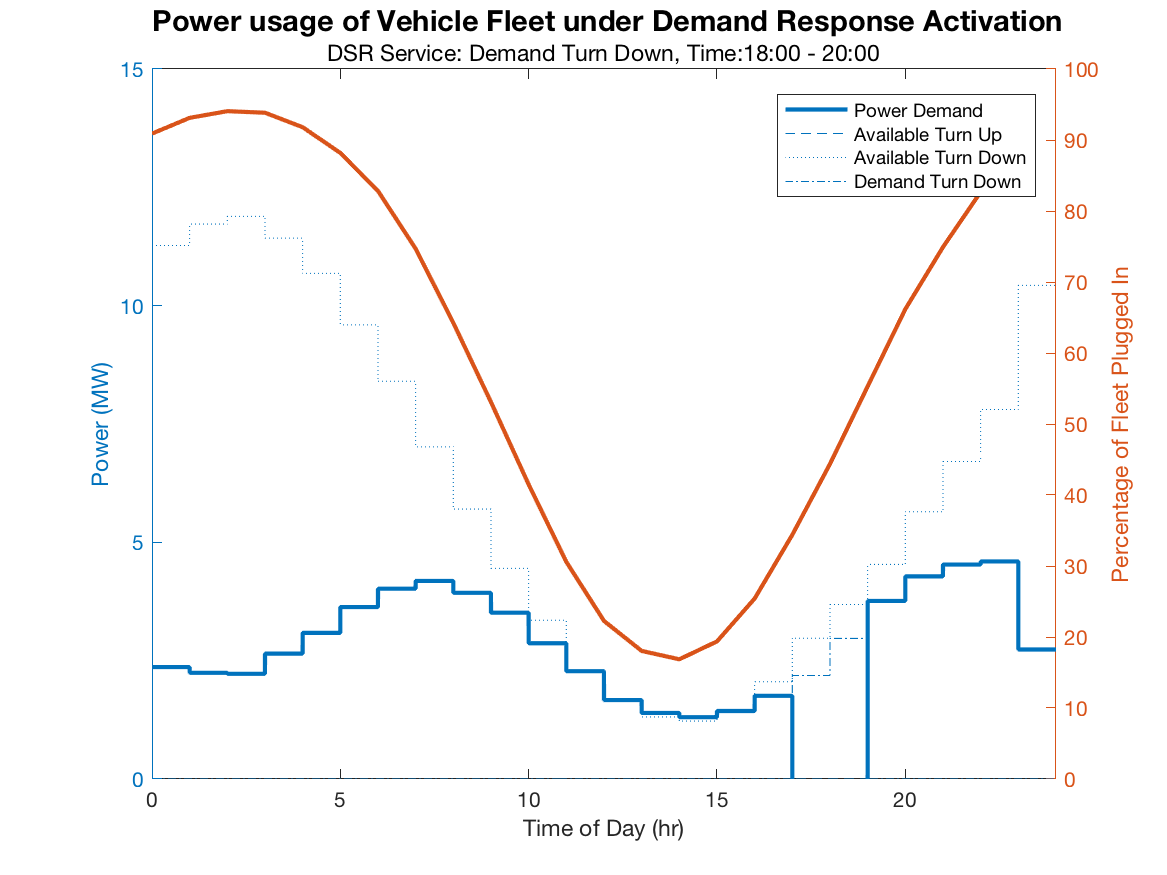 Power usage of Vehicle Fleet under Demand Response Activation
DSR Service: Demand Turn Down, Time:18:00 - 20:00
15
10
5
0
Power (MW)
Power Demand
Available Turn Up
Available Turn Down
Demand Turn Down
100
90
80
70
60
50
40
30
20
10
0
Percentage of Fleet Plugged In
0
5
10
15
20
Time of Day (hr)